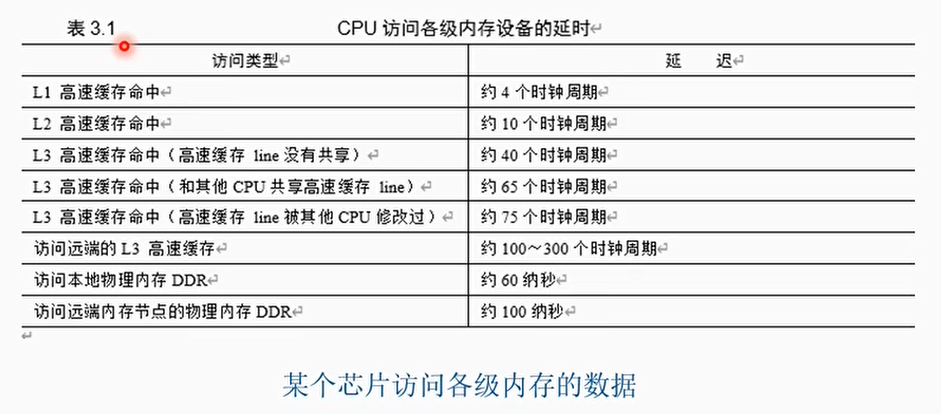 表 3.1 CPU 访问各级内存设备的延时↵
访问类型↵ 延 迟↵
L1 高速缓存命中↵ 约 4 个时钟周期↵
L2 高速缓存命中↵ 约 10 个时钟周期↵
L3 高速缓存命中（高速缓存 line 没有共享）↵ 约 40 个时钟周期↵
L3 高速缓存命中（和其他 CPU 共享高速缓存 line）↵ 约 65 个时钟周期↵
L3 高速缓存命中（高速缓存 line 被其他 CPU 修改过）↵ 约 75 个时钟周期↵
访问远端的 L3 高速缓存↵ 约 100～300 个时钟周期↵
访问本地物理内存 DDR↵ 约 60 纳秒↵
访问远端内存节点的物理内存 DDR↵ 约 100 纳秒↵
↵
某个芯片访问各级内存的数据